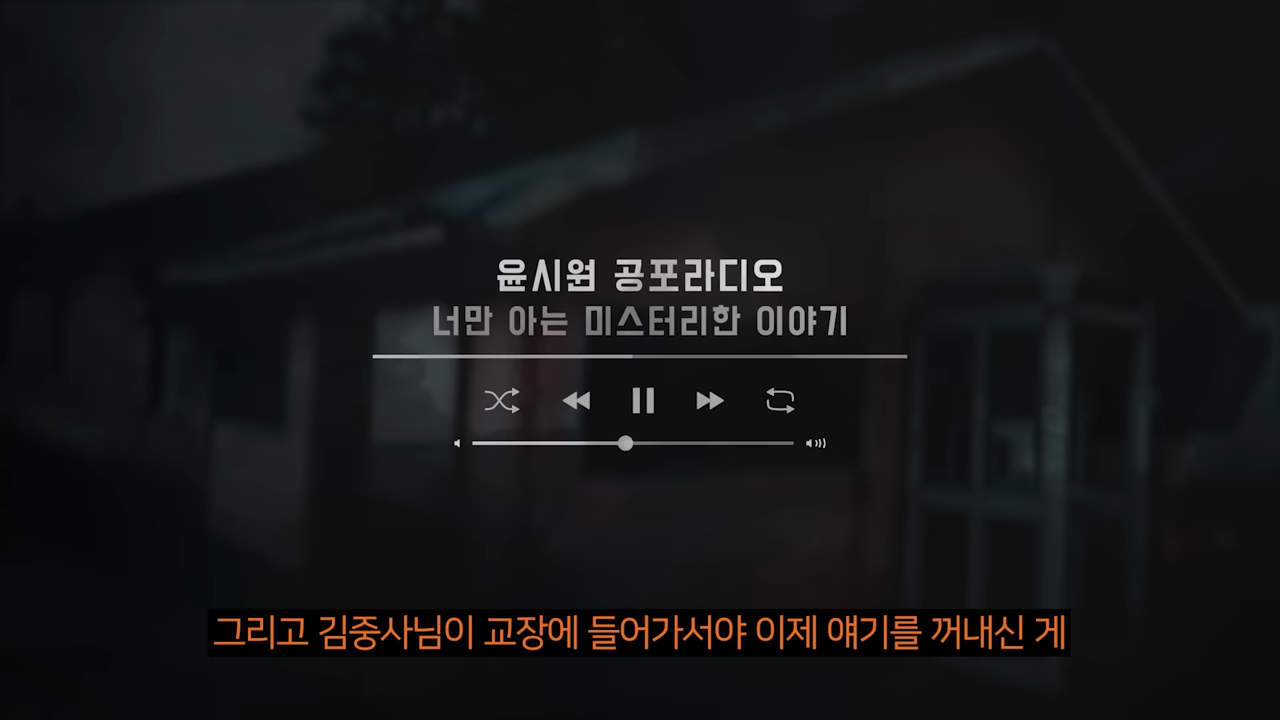 윤시원 공포라디오
너만 아는 미스터리한 이야기
그리고 김중사님이 교장에 들어가서야 이제 얘기를 꺼내신 게